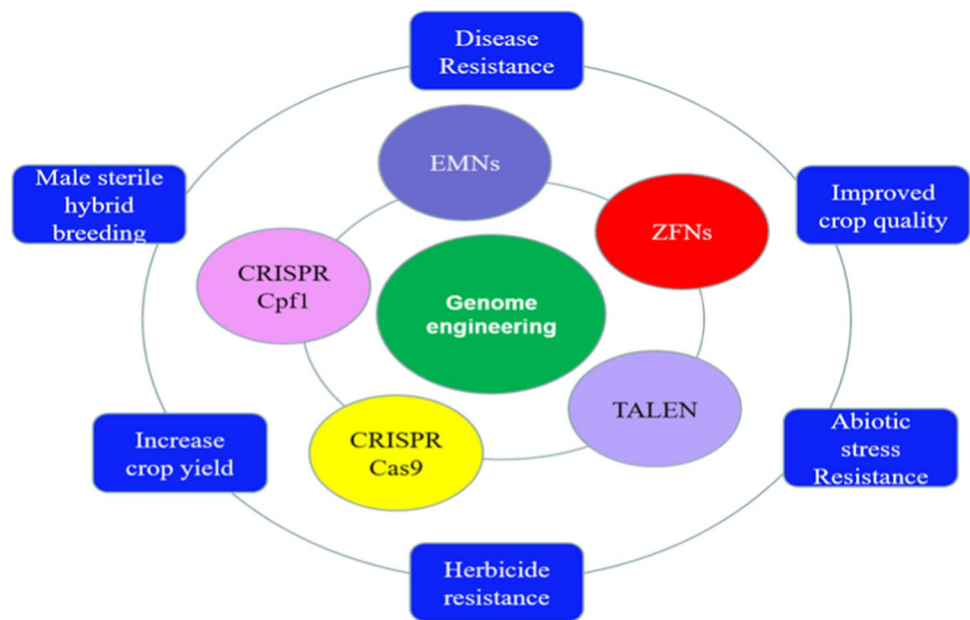 Disease
Resistance
EMNs
Male sterile
hybrid
breeding
Improved
crop quality
ZFNs
CRISPR
Cpf1
Genome
engineering
TALEN
Increase
crop yield
CRISPR
Cas9
Abiotic
stress
Resistance
Herbicide
resistance